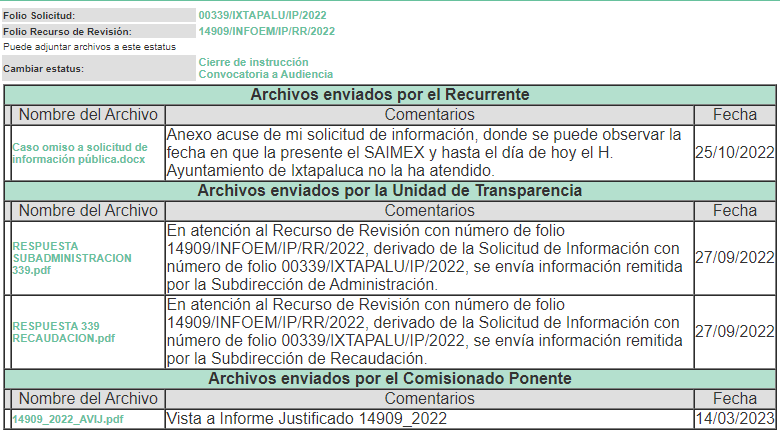 Folio Solicitud: 00339/IXTAPALU/IP/2022
Folio Recurso de Revisión: 14909/INFOEM/IP/RR/2022
Puede adjuntar archivos a este estatus
Cambiar estatus: Cierre de instrucción
Convocatoria a Audiencia
Archivos enviados por el Recurrente
Nombre del Archivo Comentarios Fecha
Caso omiso a solicitud de información pública.docx
Anexo acuse de mi solicitud de información, donde se puede observar la
fecha en que la presente el SAIMEX y hasta el día de hoy el H.
Ayuntamiento de Ixtapaluca no la ha atendido.
25/10/2022
Archivos enviados por la Unidad de Transparencia
Nombre del Archivo Comentarios Fecha
RESPUESTA
SUBADMINISTRACION
339.pdf
En atención al Recurso de Revisión con número de folio
14909/INFOEM/IP/RR/2022, derivado de la Solicitud de Información con
número de folio 00339/IXTAPALU/IP/2022, se envía información remitida
por la Subdirección de Administración.
27/09/2022
RESPUESTA 339
RECAUDACION.pdf
En atención al Recurso de Revisión con número de folio
14909/INFOEM/IP/RR/2022, derivado de la Solicitud de Información con
número de folio 00339/IXTAPALU/IP/2022, se envía información remitida
por la Subdirección de Recaudación.
27/09/2022
Archivos enviados por el Comisionado Ponente
Nombre del Archivo Comentarios Fecha
14909_2022_AVIJ.pdf Vista a Informe Justificado 14909_2022 14/03/2023